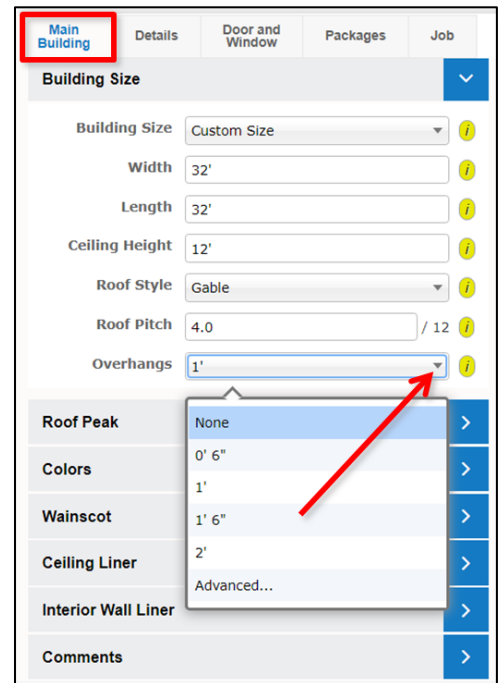 Main Building
Details
Door and Window
Packages
Job
Building Size
Building Size Custom Size i
Width 32' i
Length 32' i
Ceiling Height 12' i
Roof Style Gable i
Roof Pitch 4.0 / 12 i
Overhangs 1' i
Roof Peak
None
0' 6"
Colors
1'
Wainscot
1' 6"
2'
Ceiling Liner
Advanced...
Interior Wall Liner
Comments